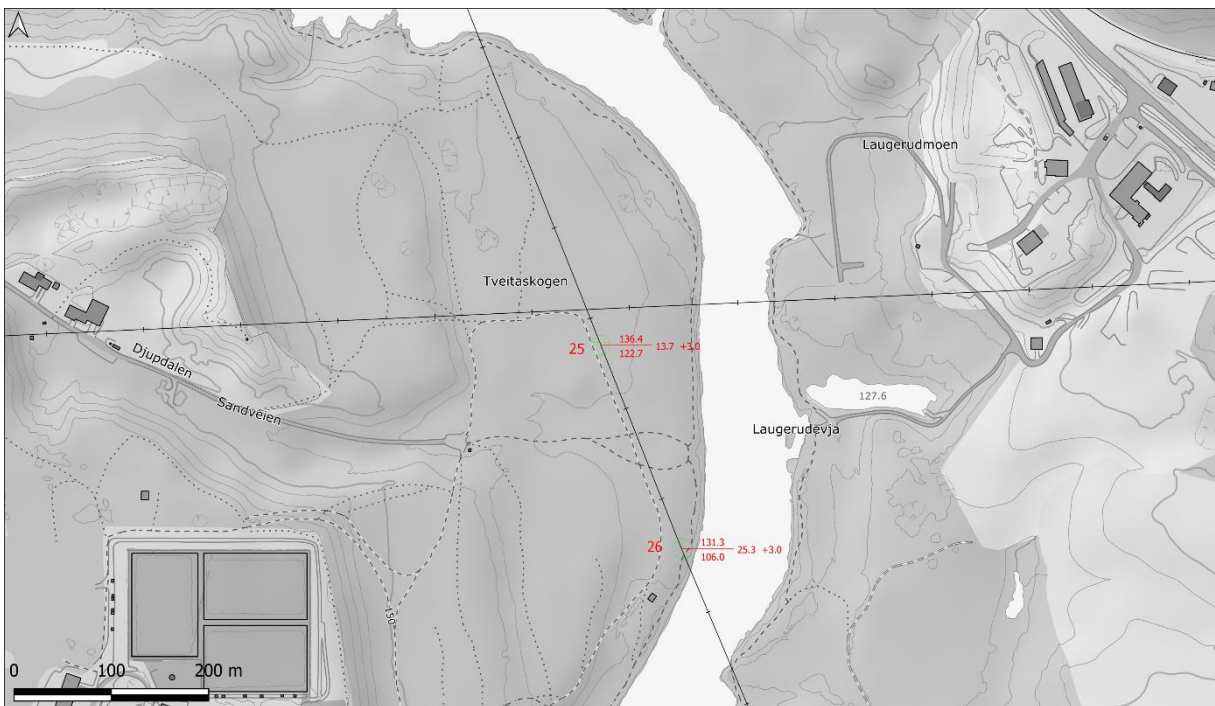 Laugerudmoen
Tveitaskogen
25 136.4 13.7 +3.0
122.7
Djupdalen
Sandveien
127.6
Laugerudevja
26 131.3 25.3 +3.0
106.0
150
0 100 200 m